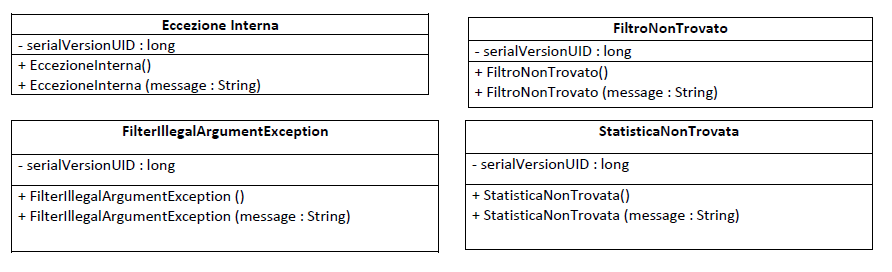 Eccezione Interna
- serialVersionUID : long
+ EccezioneInterna()
+ EccezioneInterna (message : String)
FiltroNonTrovato
- serialVersionUID : long
+ FiltroNonTrovato()
+ FiltroNonTrovato (message : String)
FilterIllegalArgumentException
- serialVersionUID : long
+ FilterIllegalArgumentException ()
+ FilterIllegalArgumentException (message : String)
StatisticaNonTrovata
- serialVersionUID : long
+ StatisticaNonTrovata()
+ StatisticaNonTrovata (message : String)